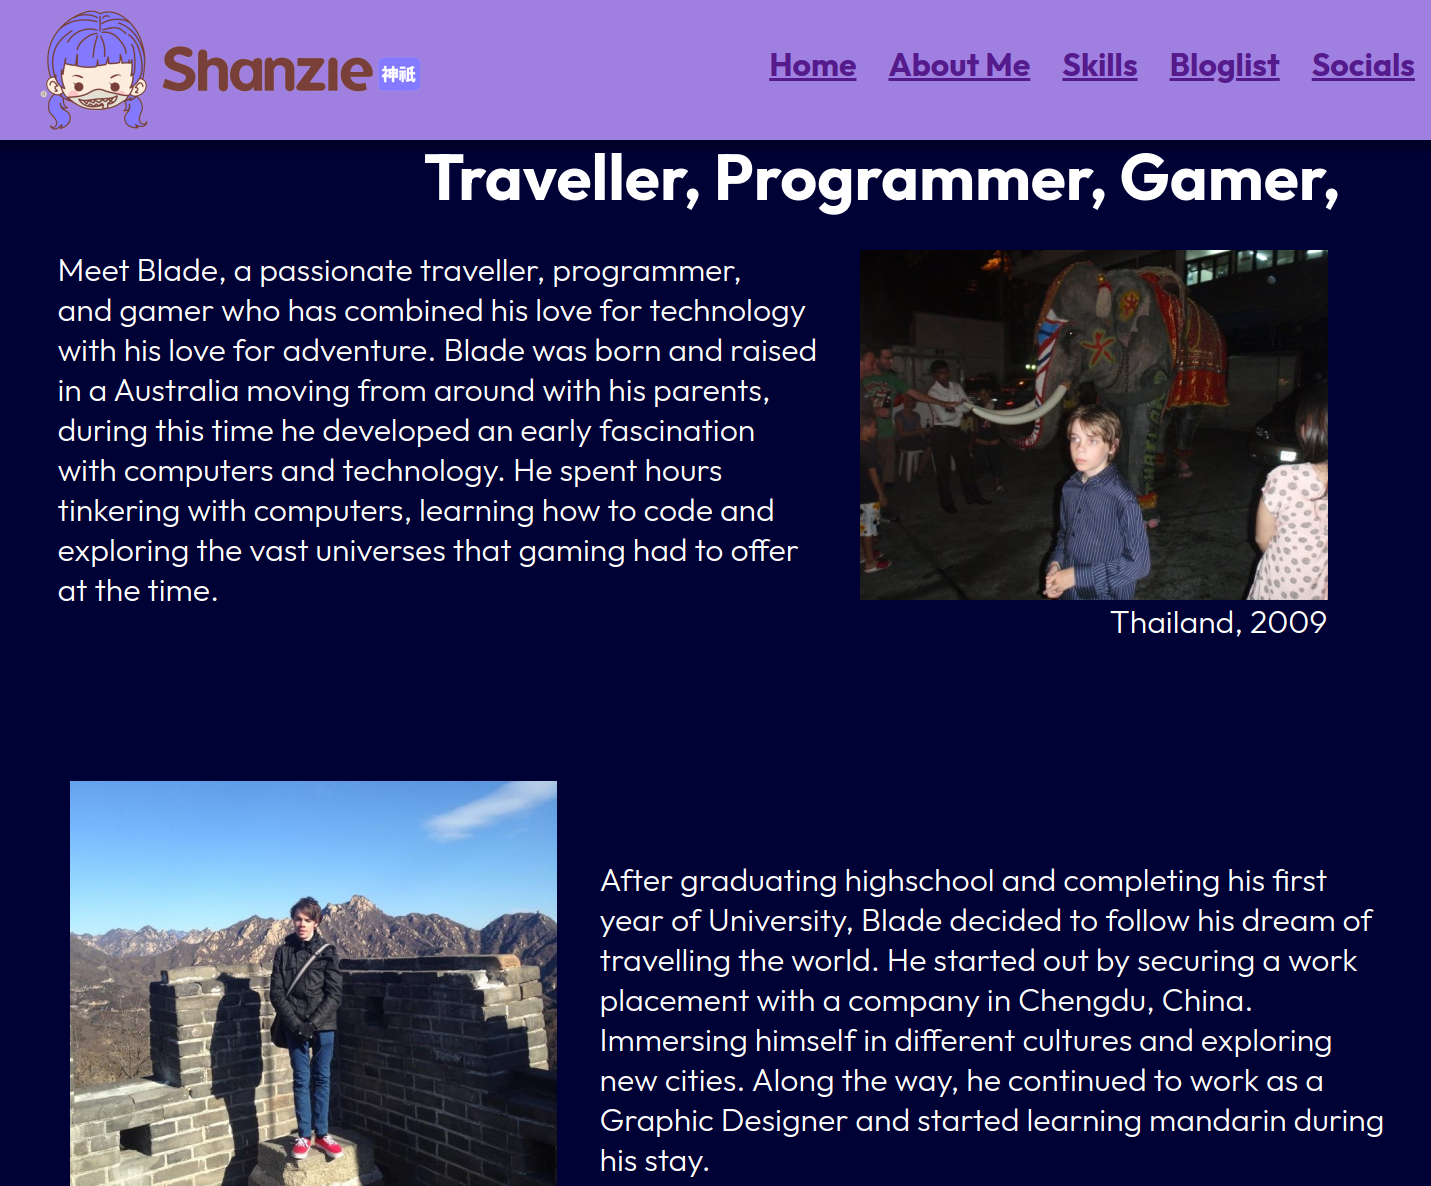 Shanzie 神祇
Home About Me Skills Bloglist Socials
Traveller, Programmer, Gamer,
Meet Blade, a passionate traveller, programmer,
and gamer who has combined his love for technology
with his love for adventure. Blade was born and raised
in a Australia moving from around with his parents,
during this time he developed an early fascination
with computers and technology. He spent hours
tinkering with computers, learning how to code and
exploring the vast universes that gaming had to offer
at the time.
Thailand, 2009
After graduating highschool and completing his first
year of University, Blade decided to follow his dream of
travelling the world. He started out by securing a work
placement with a company in Chengdu, China.
Immersing himself in different cultures and exploring
new cities. Along the way, he continued to work as a
Graphic Designer and started learning mandarin during
his stay.